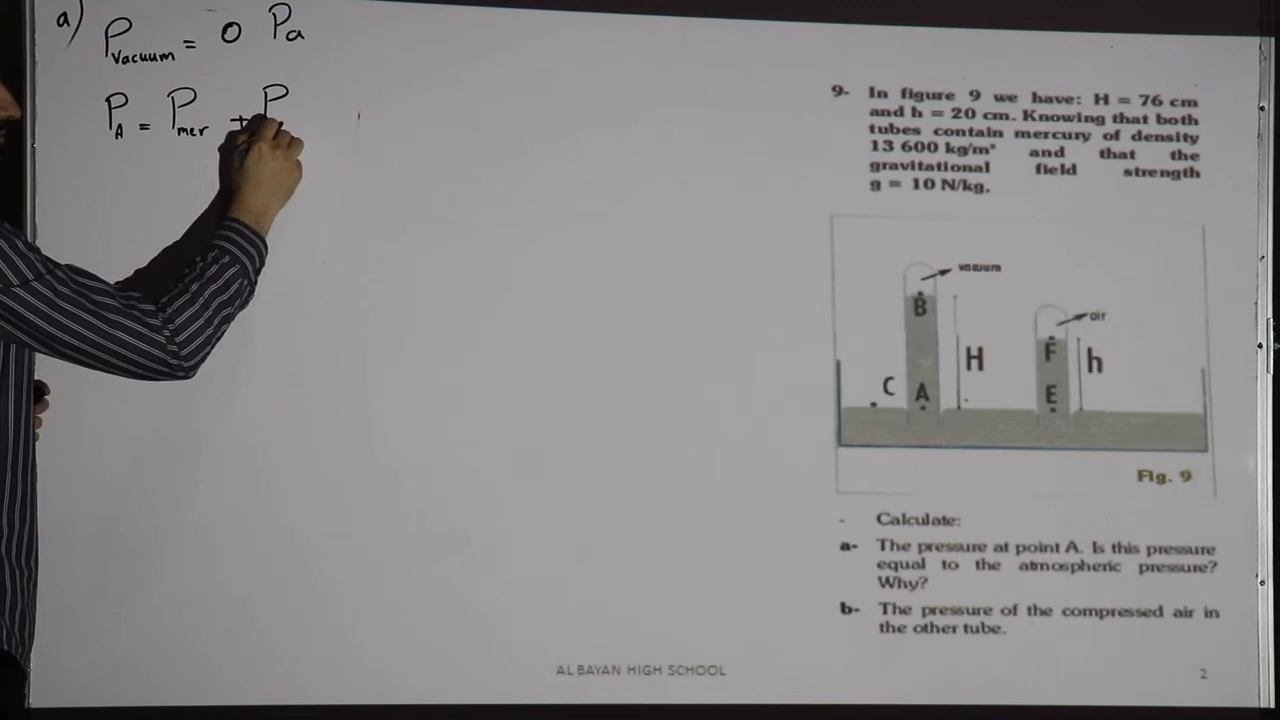 a) P vacuum = 0 Pa
P A = P mer + P
9- In figure 9 we have: H = 76 cm
and h = 20 cm. Knowing that both
tubes contain mercury of density
13 600 kg/m³ and that the
gravitational field strength
g = 10 N/kg.
vacuum
B
air
F
H
h
C
A
E
Fig. 9
- Calculate:
a- The pressure at point A. Is this pressure
equal to the atmospheric pressure?
Why?
b- The pressure of the compressed air in
the other tube.
AL BAYAN HIGH SCHOOL
2